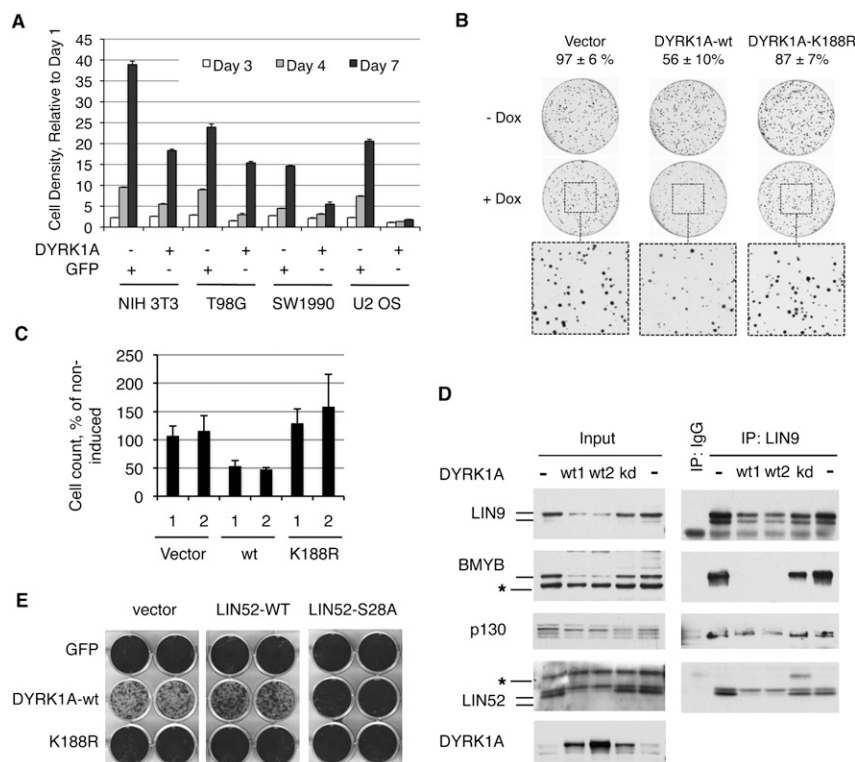 A
Cell Density, Relative to Day 1
45
40
35
30
25
20
15
10
5
0
Day 3 Day 4 Day 7
DYRK1A - + - + - + - +
GFP + - + - + - + -
NIH 3T3 T98G SW1990 U2 OS
B
Vector DYRK1A-wt DYRK1A-K188R
97 ± 6 % 56 ± 10% 87 ± 7%
- Dox
+ Dox
C
Cell count, % of non-
induced
250
200
150
100
50
0
1 2 1 2 1 2
Vector wt K188R
D
Input IP: IgG IP: LIN9
DYRK1A - wt1 wt2 kd - - wt1 wt2 kd -
LIN9
BMYB
*
p130
*
LIN52
DYRK1A
E
vector LIN52-WT LIN52-S28A
GFP
DYRK1A-wt
K188R